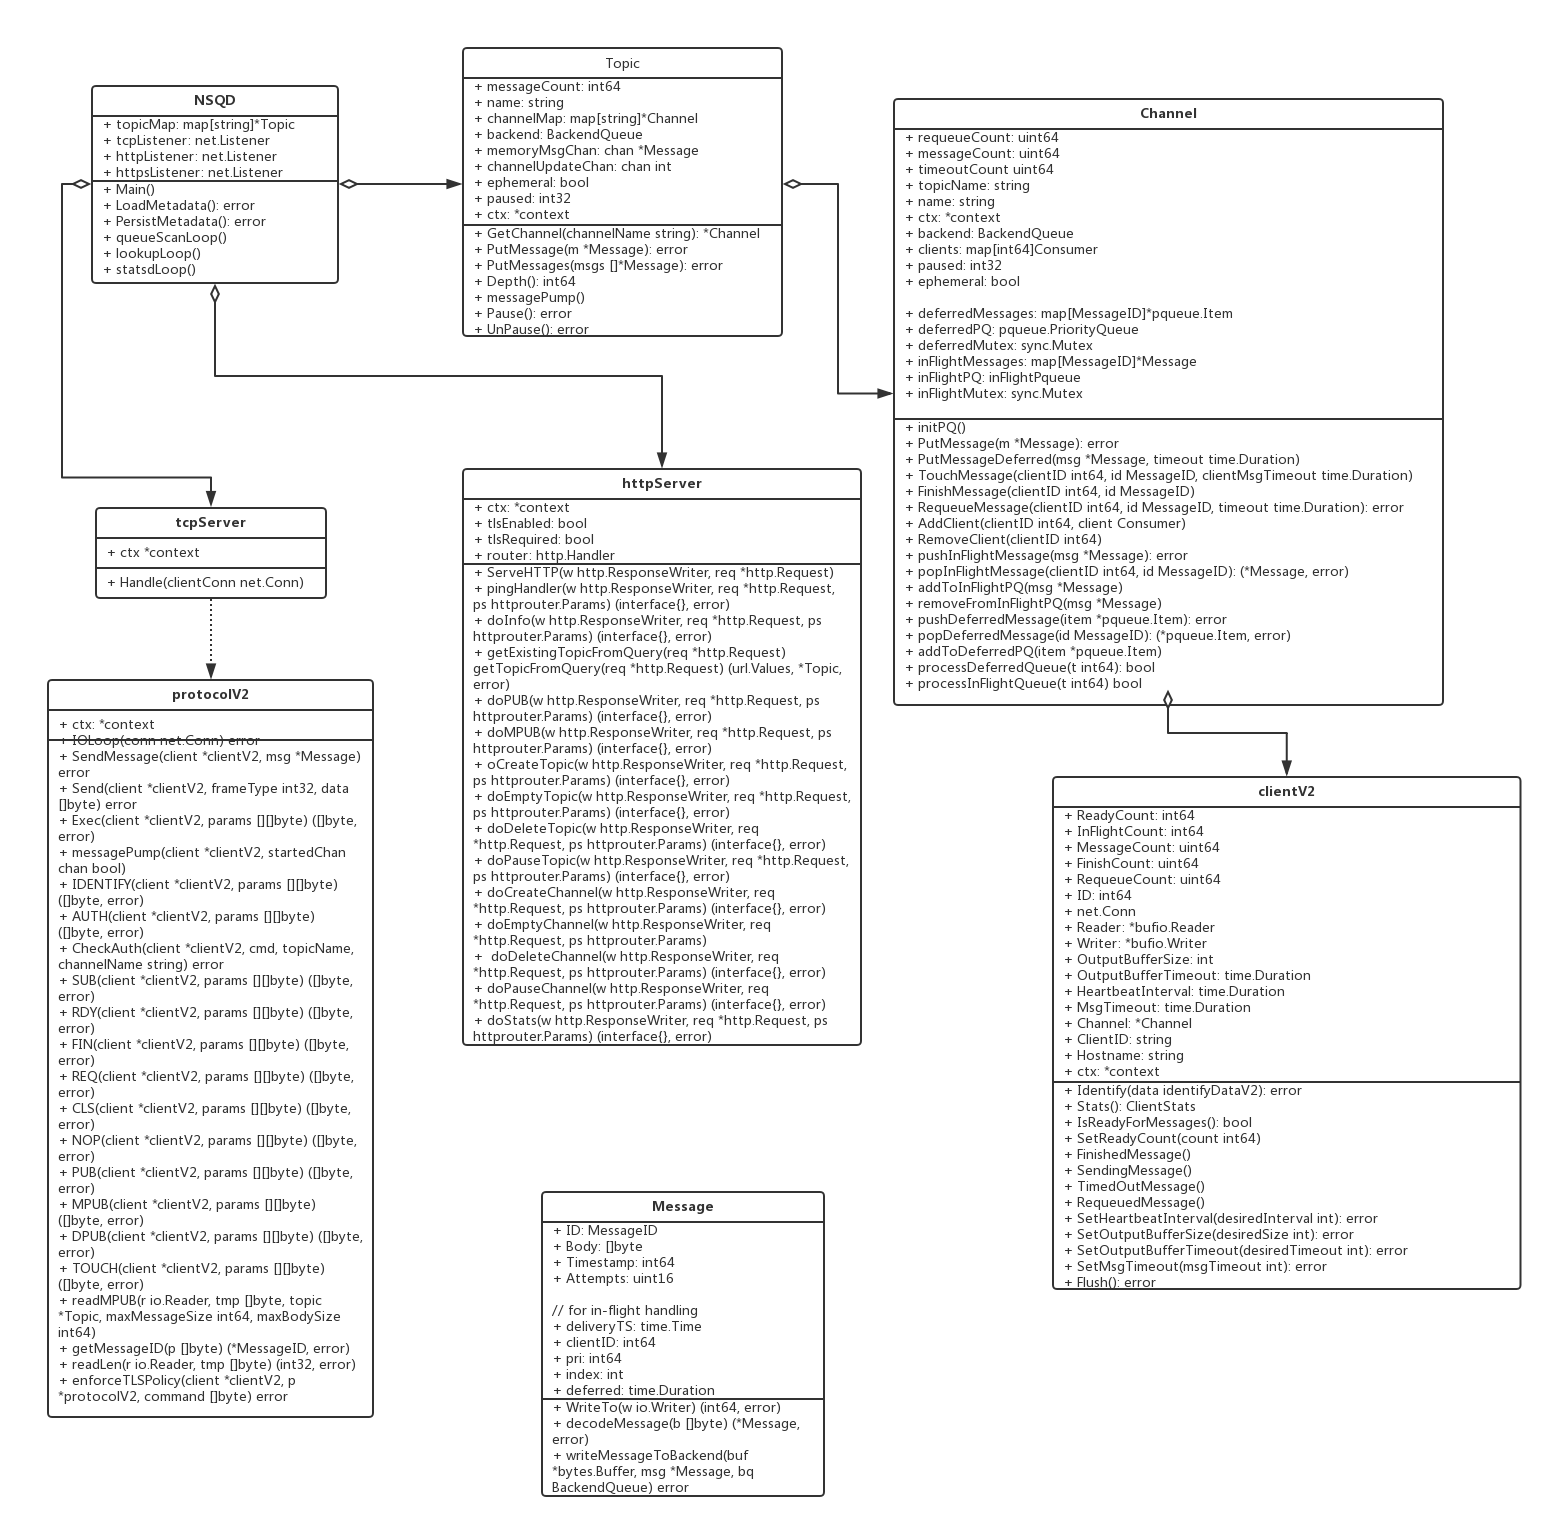 NSQD
+ topicMap: map[string]*Topic
+ tcpListener: net.Listener
+ httpListener: net.Listener
+ httpsListener: net.Listener
+ Main()
+ LoadMetadata(): error
+ PersistMetadata(): error
+ queueScanLoop()
+ lookupLoop()
+ statsdLoop()
Topic
+ messageCount: int64
+ name: string
+ channelMap: map[string]*Channel
+ backend: BackendQueue
+ memoryMsgChan: chan *Message
+ channelUpdateChan: chan int
+ ephemeral: bool
+ paused: int32
+ ctx: *context
+ GetChannel(channelName string): *Channel
+ PutMessage(m *Message): error
+ PutMessages(msgs []*Message): error
+ Depth(): int64
+ messagePump()
+ Pause(): error
+ UnPause(): error
Channel
+ requeueCount: uint64
+ messageCount: uint64
+ timeoutCount uint64
+ topicName: string
+ name: string
+ ctx: *context
+ backend: BackendQueue
+ clients: map[int64]Consumer
+ paused: int32
+ ephemeral: bool
+ deferredMessages: map[MessageID]*pqueue.Item
+ deferredPQ: pqueue.PriorityQueue
+ deferredMutex: sync.Mutex
+ inFlightMessages: map[MessageID]*Message
+ inFlightPQ: inFlightPqueue
+ inFlightMutex: sync.Mutex
+ initPQ()
+ PutMessage(m *Message): error
+ PutMessageDeferred(msg *Message, timeout time.Duration)
+ TouchMessage(clientID int64, id MessageID, clientMsgTimeout time.Duration)
+ FinishMessage(clientID int64, id MessageID)
+ RequeueMessage(clientID int64, id MessageID, timeout time.Duration): error
+ AddClient(clientID int64, client Consumer)
+ RemoveClient(clientID int64)
+ pushInFlightMessage(msg *Message): error
+ popInFlightMessage(clientID int64, id MessageID): (*Message, error)
+ addToInFlightPQ(msg *Message)
+ removeFromInFlightPQ(msg *Message)
+ pushDeferredMessage(item *pqueue.Item): error
+ popDeferredMessage(id MessageID): (*pqueue.Item, error)
+ addToDeferredPQ(item *pqueue.Item)
+ processDeferredQueue(t int64): bool
+ processInFlightQueue(t int64) bool
tcpServer
+ ctx *context
+ Handle(clientConn net.Conn)
httpServer
+ ctx: *context
+ tlsEnabled: bool
+ tlsRequired: bool
+ router: http.Handler
+ ServeHTTP(w http.ResponseWriter, req *http.Request)
+ pingHandler(w http.ResponseWriter, req *http.Request,
ps httprouter.Params) (interface{}, error)
+ doInfo(w http.ResponseWriter, req *http.Request, ps
httprouter.Params) (interface{}, error)
+ getExistingTopicFromQuery(req *http.Request)
getTopicFromQuery(req *http.Request) (url.Values, *Topic,
error)
+ doPUB(w http.ResponseWriter, req *http.Request, ps
httprouter.Params) (interface{}, error)
+ doMPUB(w http.ResponseWriter, req *http.Request, ps
httprouter.Params) (interface{}, error)
+ oCreateTopic(w http.ResponseWriter, req *http.Request,
ps httprouter.Params) (interface{}, error)
+ doEmptyTopic(w http.ResponseWriter, req *http.Request,
ps httprouter.Params) (interface{}, error)
+ doDeleteTopic(w http.ResponseWriter, req
*http.Request, ps httprouter.Params) (interface{}, error)
+ doPauseTopic(w http.ResponseWriter, req *http.Request,
ps httprouter.Params) (interface{}, error)
+ doCreateChannel(w http.ResponseWriter, req
*http.Request, ps httprouter.Params) (interface{}, error)
+ doEmptyChannel(w http.ResponseWriter, req
*http.Request, ps httprouter.Params)
+  doDeleteChannel(w http.ResponseWriter, req
*http.Request, ps httprouter.Params) (interface{}, error)
+ doPauseChannel(w http.ResponseWriter, req
*http.Request, ps httprouter.Params) (interface{}, error)
+ doStats(w http.ResponseWriter, req *http.Request, ps
httprouter.Params) (interface{}, error)
protocolV2
+ ctx: *context
+ IOLoop(conn net.Conn) error
+ SendMessage(client *clientV2, msg *Message)
error
+ Send(client *clientV2, frameType int32, data
[]byte) error
+ Exec(client *clientV2, params [][]byte) ([]byte,
error)
+ messagePump(client *clientV2, startedChan
chan bool)
+ IDENTIFY(client *clientV2, params [][]byte)
([]byte, error)
+ AUTH(client *clientV2, params [][]byte)
([]byte, error)
+ CheckAuth(client *clientV2, cmd, topicName,
channelName string) error
+ SUB(client *clientV2, params [][]byte) ([]byte,
error)
+ RDY(client *clientV2, params [][]byte) ([]byte,
error)
+ FIN(client *clientV2, params [][]byte) ([]byte,
error)
+ REQ(client *clientV2, params [][]byte) ([]byte,
error)
+ CLS(client *clientV2, params [][]byte) ([]byte,
error)
+ NOP(client *clientV2, params [][]byte) ([]byte,
error)
+ PUB(client *clientV2, params [][]byte) ([]byte,
error)
+ MPUB(client *clientV2, params [][]byte)
([]byte, error)
+ DPUB(client *clientV2, params [][]byte) ([]byte,
error)
+ TOUCH(client *clientV2, params [][]byte)
([]byte, error)
+ readMPUB(r io.Reader, tmp []byte, topic
*Topic, maxMessageSize int64, maxBodySize
int64)
+ getMessageID(p []byte) (*MessageID, error)
+ readLen(r io.Reader, tmp []byte) (int32, error)
+ enforceTLSPolicy(client *clientV2, p
*protocolV2, command []byte) error
clientV2
+ ReadyCount: int64
+ InFlightCount: int64
+ MessageCount: uint64
+ FinishCount: uint64
+ RequeueCount: uint64
+ ID: int64
+ net.Conn
+ Reader: *bufio.Reader
+ Writer: *bufio.Writer
+ OutputBufferSize: int
+ OutputBufferTimeout: time.Duration
+ HeartbeatInterval: time.Duration
+ MsgTimeout: time.Duration
+ Channel: *Channel
+ ClientID: string
+ Hostname: string
+ ctx: *context
+ Identify(data identifyDataV2): error
+ Stats(): ClientStats
+ IsReadyForMessages(): bool
+ SetReadyCount(count int64)
+ FinishedMessage()
+ SendingMessage()
+ TimedOutMessage()
+ RequeuedMessage()
+ SetHeartbeatInterval(desiredInterval int): error
+ SetOutputBufferSize(desiredSize int): error
+ SetOutputBufferTimeout(desiredTimeout int): error
+ SetMsgTimeout(msgTimeout int): error
+ Flush(): error
Message
+ ID: MessageID
+ Body: []byte
+ Timestamp: int64
+ Attempts: uint16
// for in-flight handling
+ deliveryTS: time.Time
+ clientID: int64
+ pri: int64
+ index: int
+ deferred: time.Duration
+ WriteTo(w io.Writer) (int64, error)
+ decodeMessage(b []byte) (*Message,
error)
+ writeMessageToBackend(buf
*bytes.Buffer, msg *Message, bq
BackendQueue) error